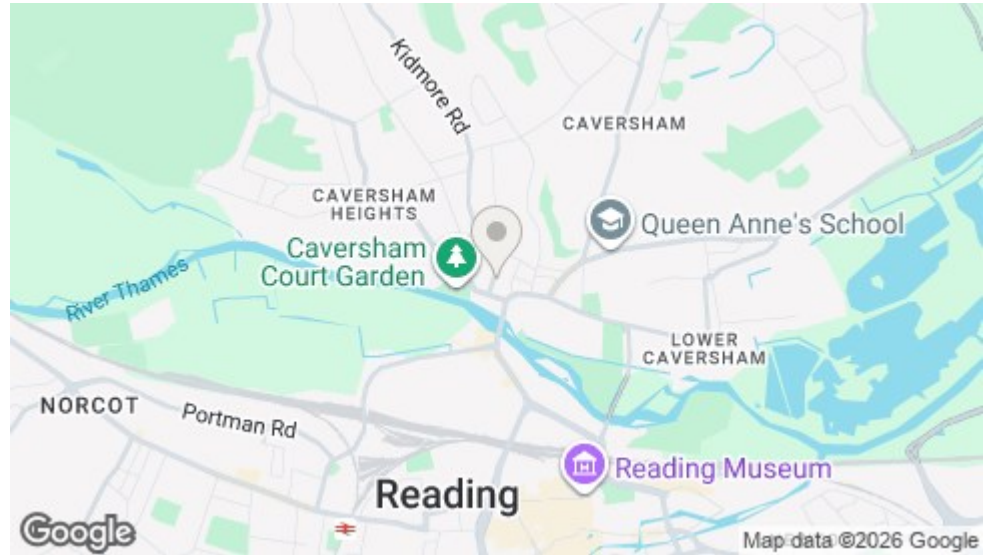 Kidmore Rd
CAVERSHAM
CAVERSHAM
HEIGHTS
Queen Anne's School
Caversham
Court Garden
River Thames
LOWER
CAVERSHAM
NORCOT
Portman Rd
Reading Museum
Reading
Google
Map data ©2026 Google